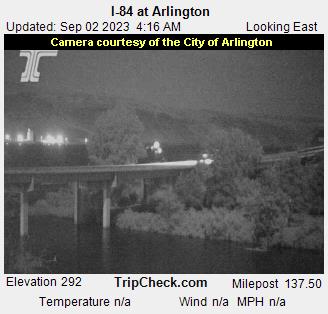 I-84 at Arlington
Updated: Sep 02 2023 4:16 AM Looking East
Camera courtesy of the City of Arlington
Elevation 292 TripCheck.com Milepost 137.50
Temperature n/a Wind n/a MPH n/a